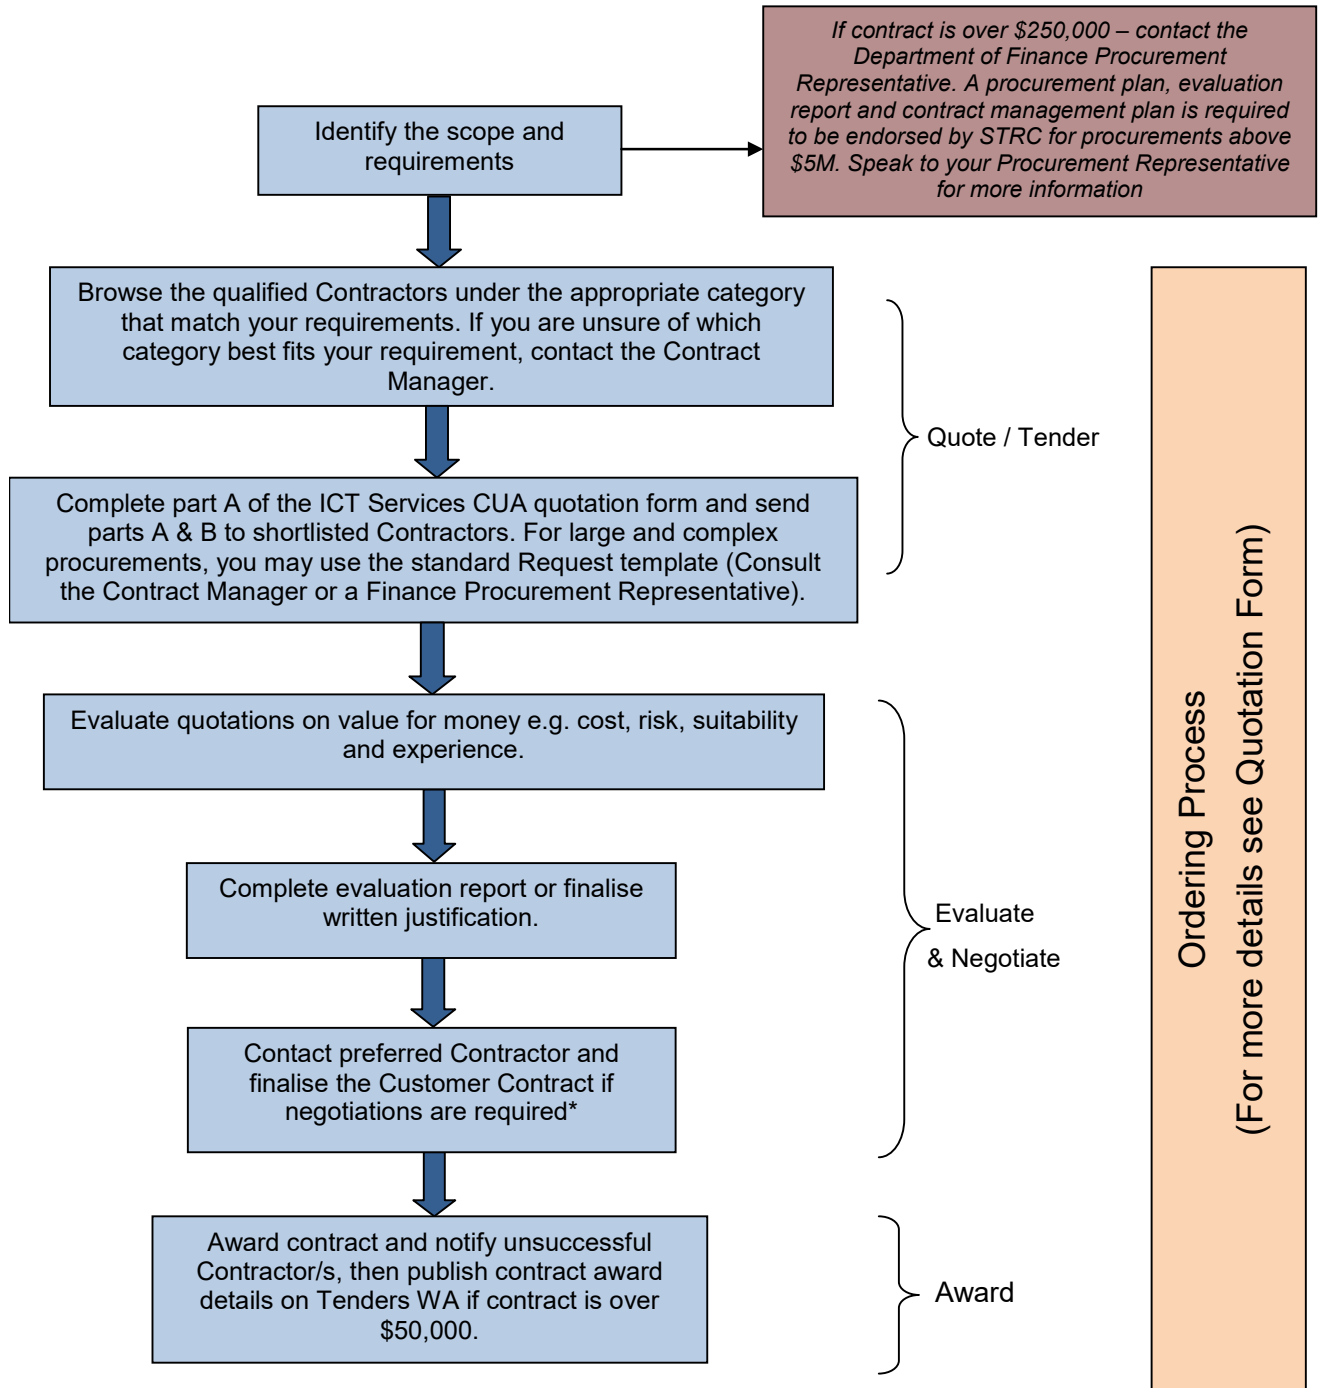 If contract is over $250,000 – contact the
Department of Finance Procurement
Representative. A procurement plan, evaluation
report and contract management plan is required
to be endorsed by STRC for procurements above
$5M. Speak to your Procurement Representative
for more information
Identify the scope and
requirements
Browse the qualified Contractors under the appropriate category
that match your requirements. If you are unsure of which
category best fits your requirement, contact the Contract
Manager.
Quote / Tender
Complete part A of the ICT Services CUA quotation form and send
parts A & B to shortlisted Contractors. For large and complex
procurements, you may use the standard Request template (Consult
the Contract Manager or a Finance Procurement Representative).
Evaluate quotations on value for money e.g. cost, risk, suitability
and experience.
Complete evaluation report or finalise
written justification.
Evaluate
& Negotiate
Contact preferred Contractor and
finalise the Customer Contract if
negotiations are required*
Award contract and notify unsuccessful
Contractor/s, then publish contract award
details on Tenders WA if contract is over
$50,000.
Award
Ordering Process
(For more details see Quotation Form)